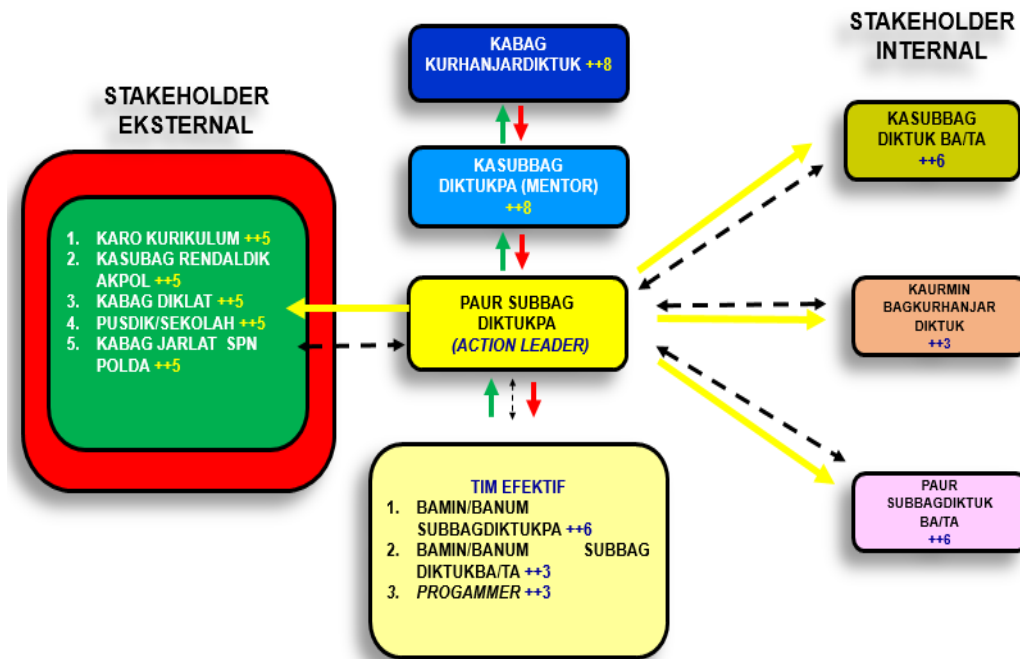 STAKEHOLDER
EKSTERNAL
1. KARO KURIKULUM ++5
2. KASUBAG RENDALDIK
AKPOL ++5
3. KABAG DIKLAT ++5
4. PUSDIK/SEKOLAH ++5
5. KABAG JARLAT SPN
POLDA ++5
KABAG
KURHANJARDIKTUK ++8
KASUBBAG
DIKTUKPA (MENTOR)
++8
PAUR SUBBAG
DIKTUKPA
(ACTION LEADER)
TIM EFEKTIF
1. BAMIN/BANUM
SUBBAGDIKTUKPA ++6
2. BAMIN/BANUM SUBBAG
DIKTUKBA/TA ++3
3. PROGAMMER ++3
STAKEHOLDER
INTERNAL
KASUBBAG
DIKTUK BA/TA
++6
KAURMIN
BAGKURHANJAR
DIKTUK
++3
PAUR
SUBBAGDIKTUK
BA/TA
++6